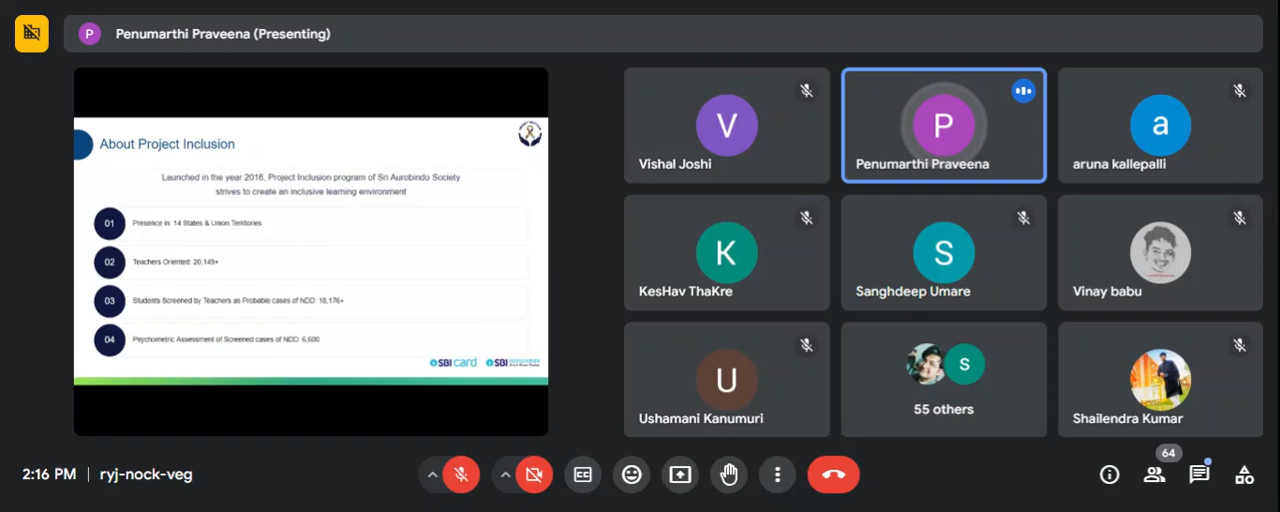 P Penumarthi Praveena (Presenting)
About Project Inclusion
Launched in the year 2016, Project Inclusion program of Sri Aurobindo Society
strives to create an inclusive learning environment
01 Presence in 14 States & Union Territories
02 Teachers Oriented: 20,149+
03 Students Screened by Teachers as Probable cases of NDD: 18,176+
04 Psychometric Assessment of Screened cases of NDD: 6,600
SBI card SBI FOUNDATION
V
Vishal Joshi
P
Penumarthi Praveena
a
aruna kallepalli
K
KesHav ThaKre
S
Sanghdeep Umare
Vinay babu
U
Ushamani Kanumuri
s
55 others
Shailendra Kumar
2:16 PM | ryj-nock-veg
CC
64